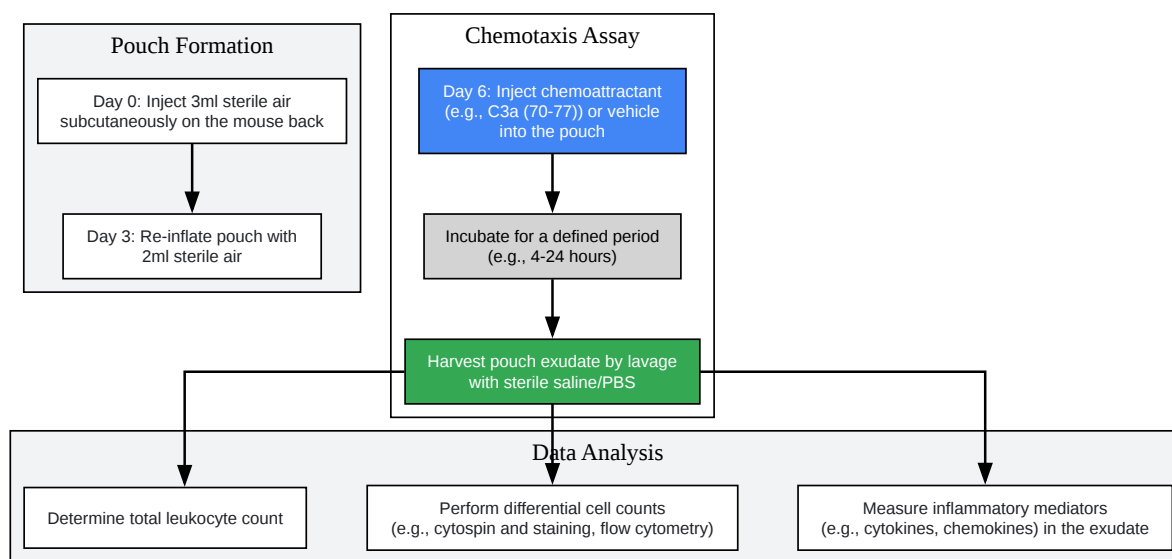 Pouch Formation
Day 0: Inject 3ml sterile air
subcutaneously on the mouse back
Day 3: Re-inflate pouch with
2ml sterile air
Chemotaxis Assay
Day 6: Inject chemoattractant
(e.g., C3a (70-77)) or vehicle
into the pouch
Incubate for a defined period
(e.g., 4-24 hours)
Harvest pouch exudate by lavage
with sterile saline/PBS
Data Analysis
Determine total leukocyte count
Perform differential cell counts
(e.g., cytospin and staining, flow cytometry)
Measure inflammatory mediators
(e.g., cytokines, chemokines) in the exudate